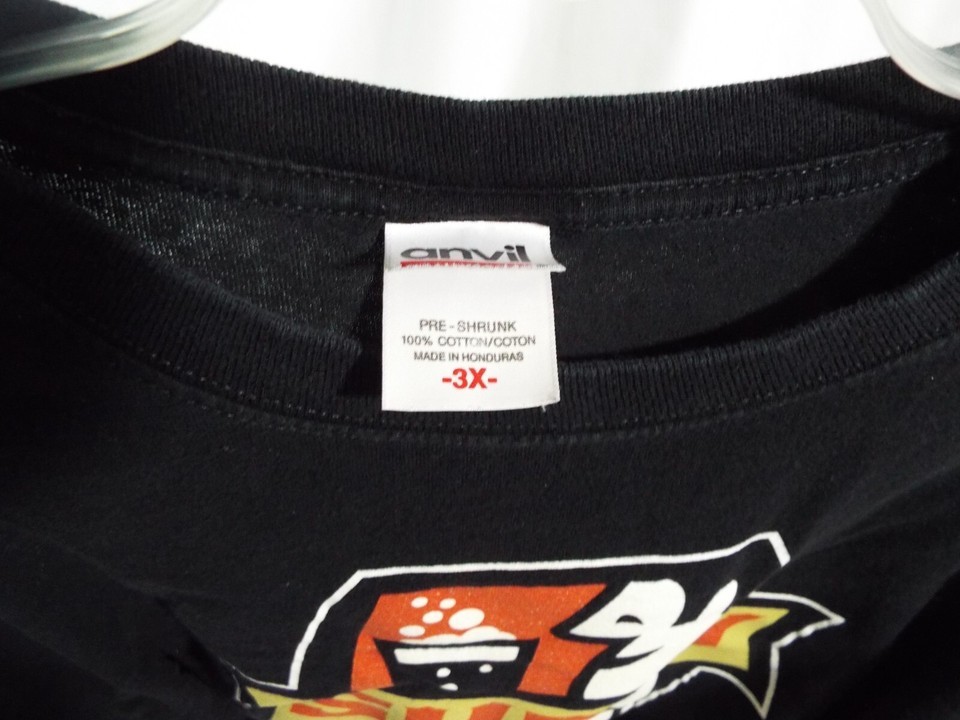 anvil
PRE-SHRUNK
100% COTTON/COTON
MADE IN HONDURAS
-3X-